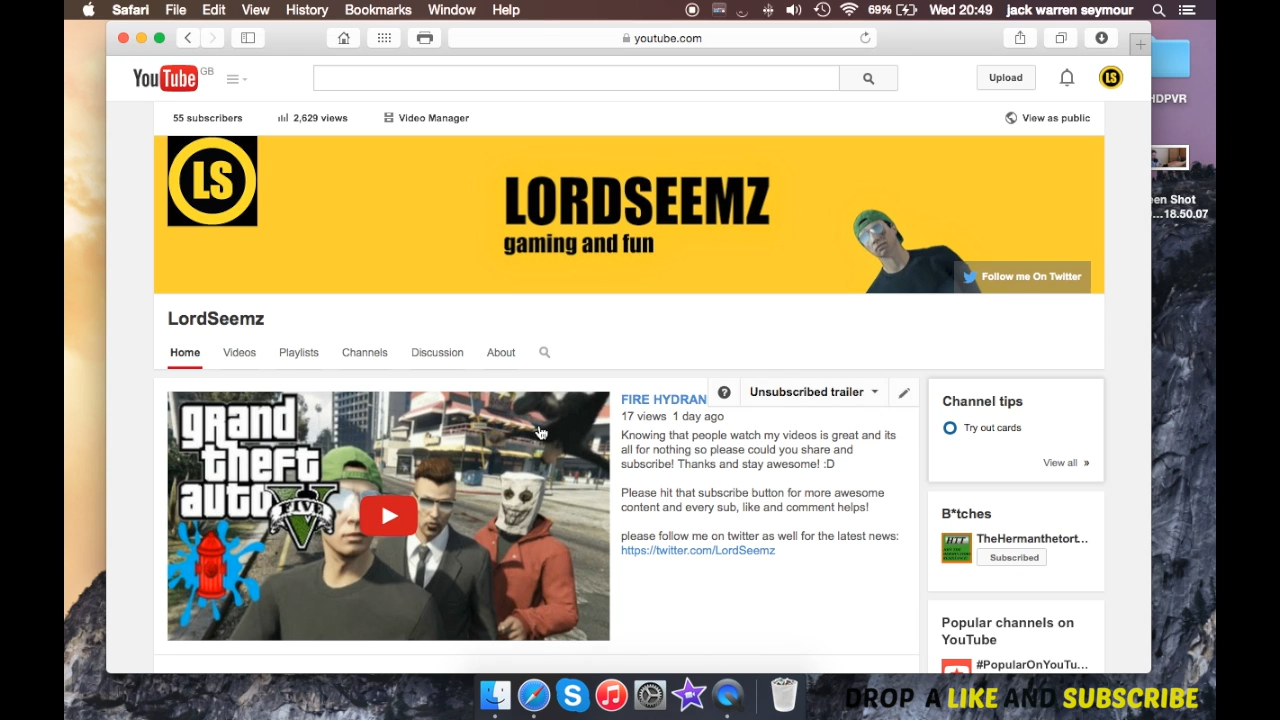 Safari File Edit View History Bookmarks Window Help 69% Wed 20:49 jack warren seymour
youtube.com
HDPVR
YouTube GB
Upload
LS
55 subscribers 2,629 views Video Manager View as public
een Shot
...18.50.07
LS
LORDSEEMZ
gaming and fun
Follow me On Twitter
LordSeemz
Home Videos Playlists Channels Discussion About
FIRE HYDRAN
Unsubscribed trailer
17 views 1 day ago
Knowing that people watch my videos is great and its
all for nothing so please could you share and
subscribe! Thanks and stay awesome! :D
Please hit that subscribe button for more awesome
content and every sub, like and comment helps!
please follow me on twitter as well for the latest news:
https://twitter.com/LordSeemz
grand
theft
auto V
FIVE
Channel tips
Try out cards
View all »
B*tches
TheHermanthetort...
Subscribed
Popular channels on
YouTube
#PopularOnYouTu...
DROP A LIKE AND SUBSCRIBE